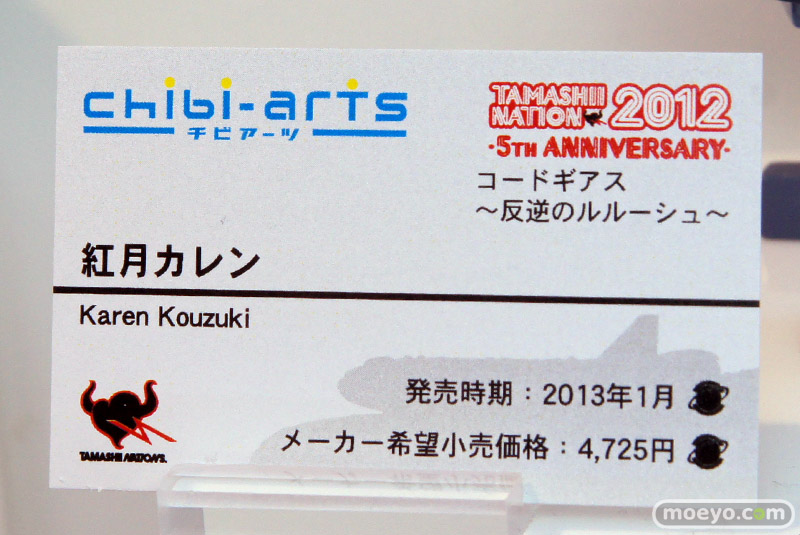 chibi-arts
チビアーツ
TAMASHII
NATION 2012
・5TH ANNIVERSARY・
コードギアス
〜反逆のルルーシュ〜
紅月カレン
Karen Kouzuki
発売時期：2013年1月
メーカー希望小売価格：4,725円
TAMASHII NATIONS.
moeyo.com